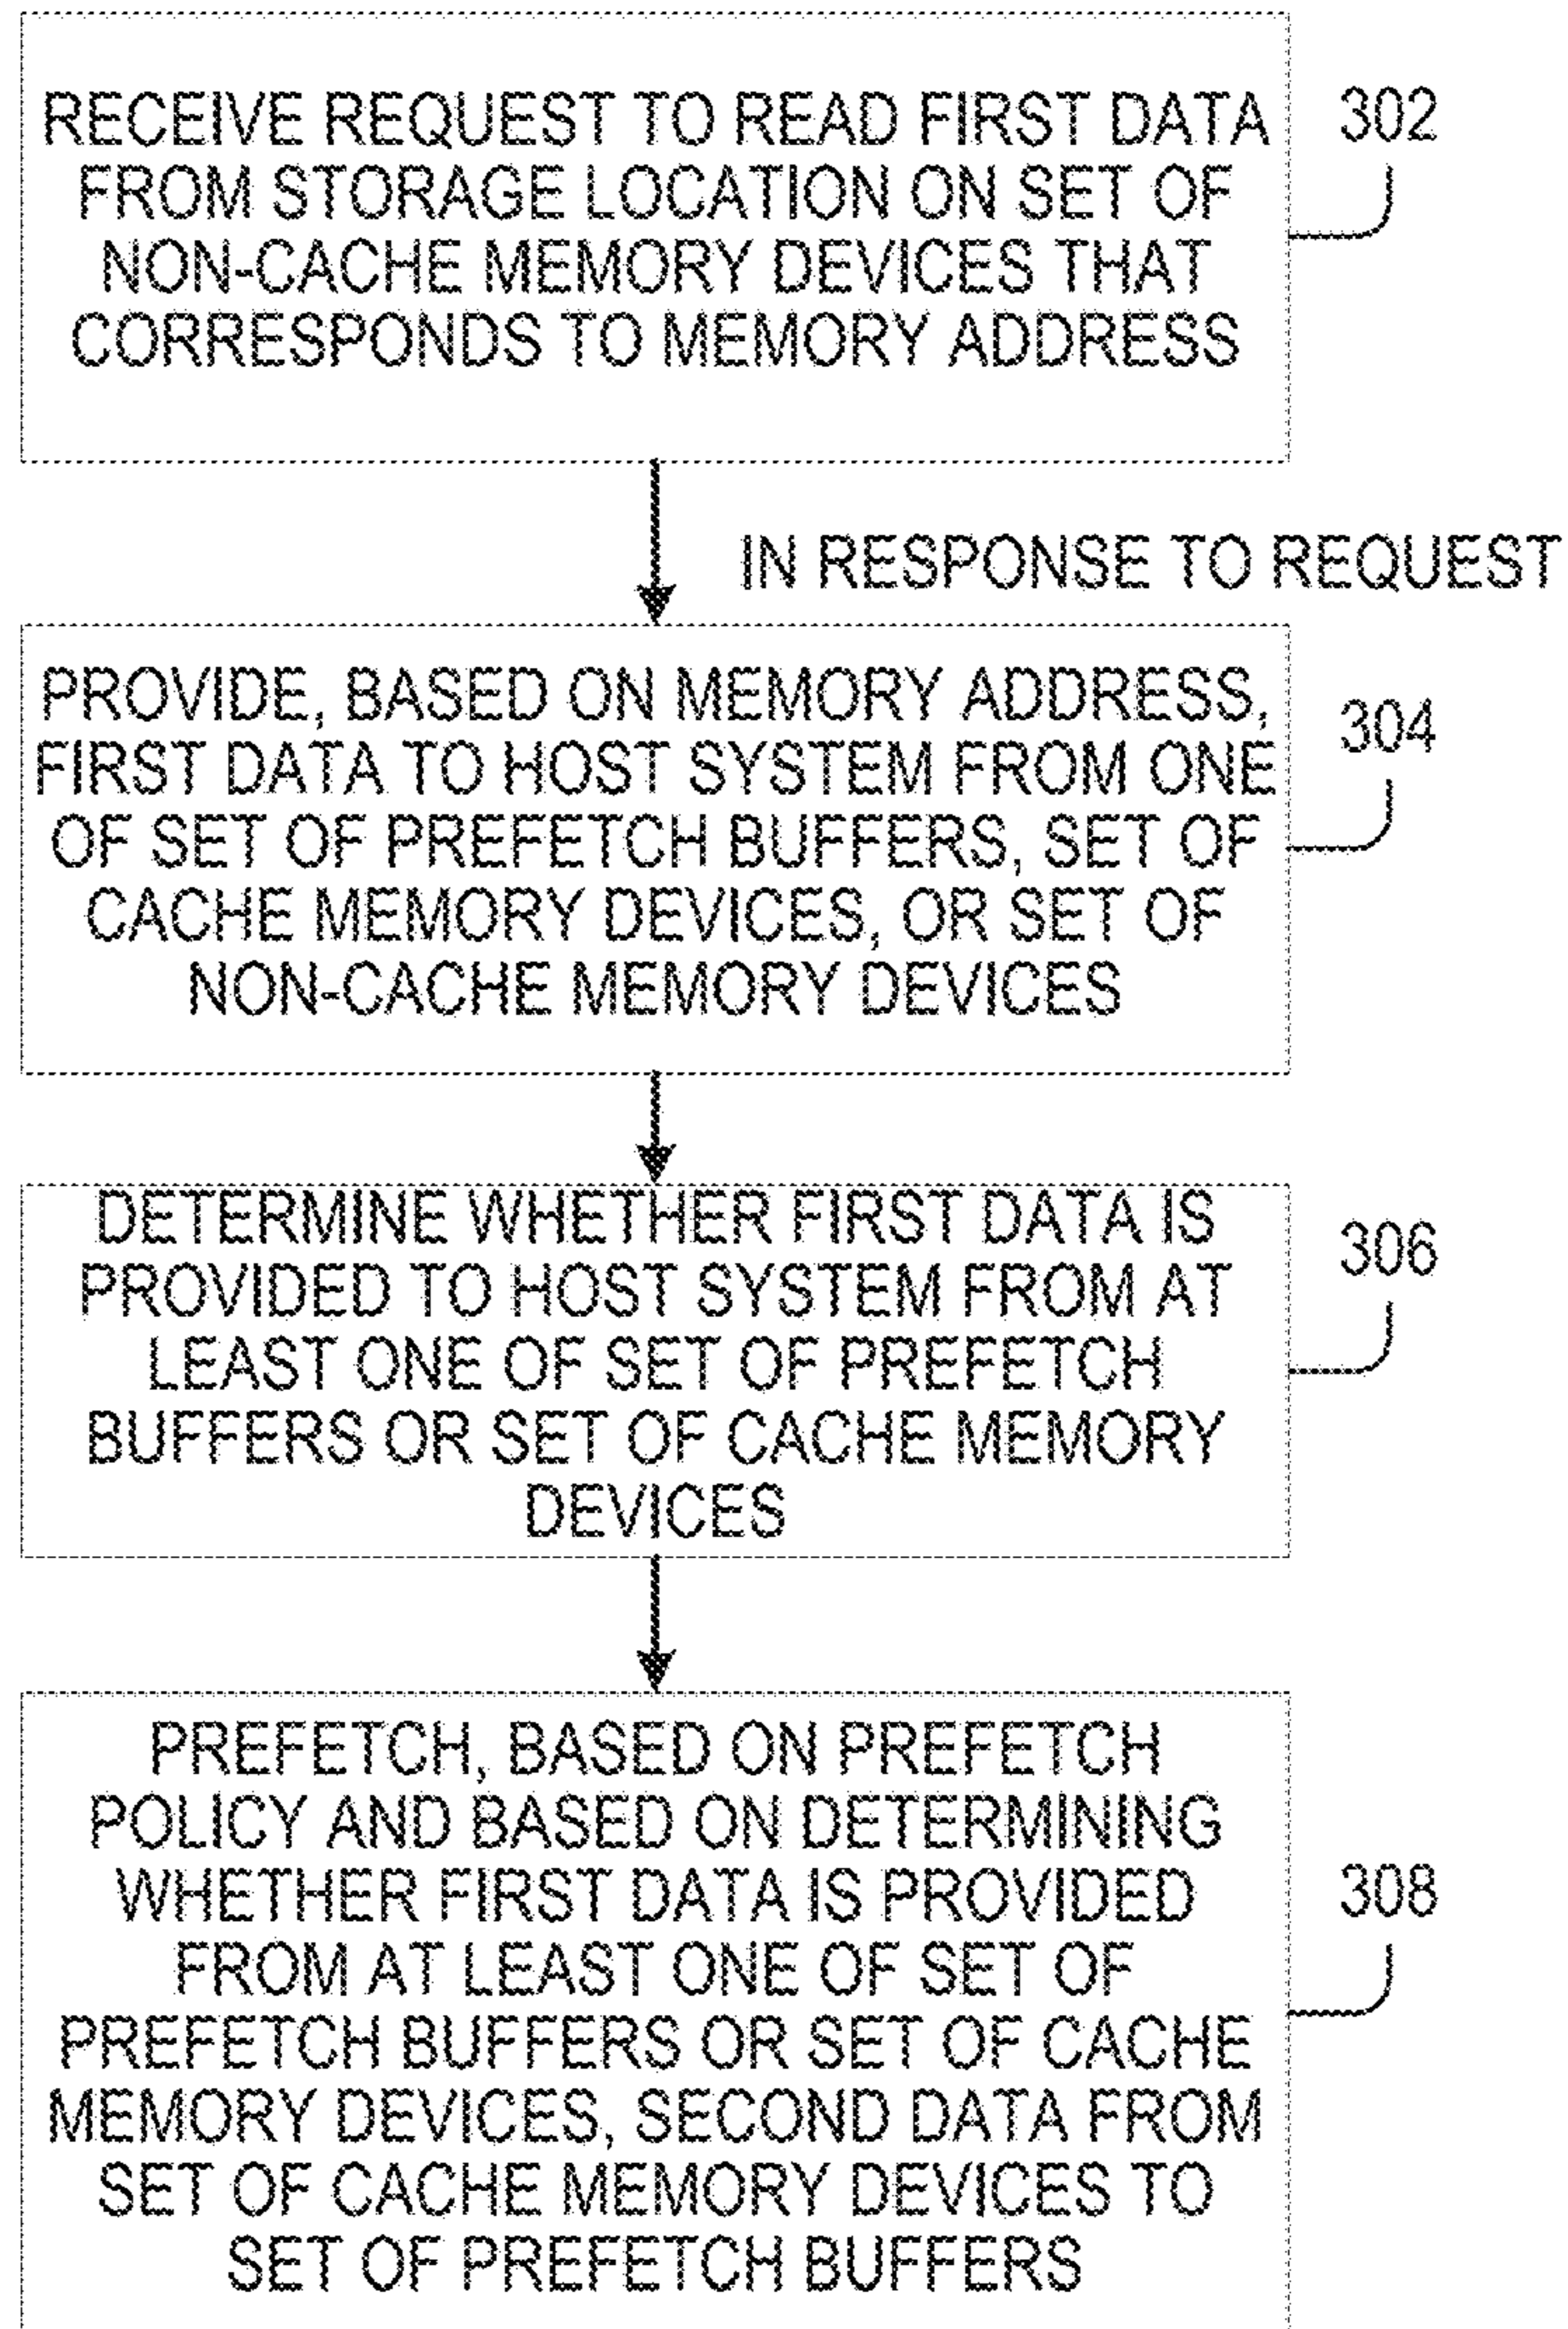 RECEIVE REQUEST TO READ FIRST DATA
FROM STORAGE LOCATION ON SET OF
NON-CACHE MEMORY DEVICES THAT
CORRESPONDS TO MEMORY ADDRESS
302
IN RESPONSE TO REQUEST
PROVIDE, BASED ON MEMORY ADDRESS,
FIRST DATA TO HOST SYSTEM FROM ONE
OF SET OF PREFETCH BUFFERS, SET OF
CACHE MEMORY DEVICES, OR SET OF
NON-CACHE MEMORY DEVICES
304
DETERMINE WHETHER FIRST DATA IS
PROVIDED TO HOST SYSTEM FROM AT
LEAST ONE OF SET OF PREFETCH
BUFFERS OR SET OF CACHE MEMORY
DEVICES
306
PREFETCH, BASED ON PREFETCH
POLICY AND BASED ON DETERMINING
WHETHER FIRST DATA IS PROVIDED
FROM AT LEAST ONE OF SET OF
PREFETCH BUFFERS OR SET OF CACHE
MEMORY DEVICES, SECOND DATA FROM
SET OF CACHE MEMORY DEVICES TO
SET OF PREFETCH BUFFERS
308